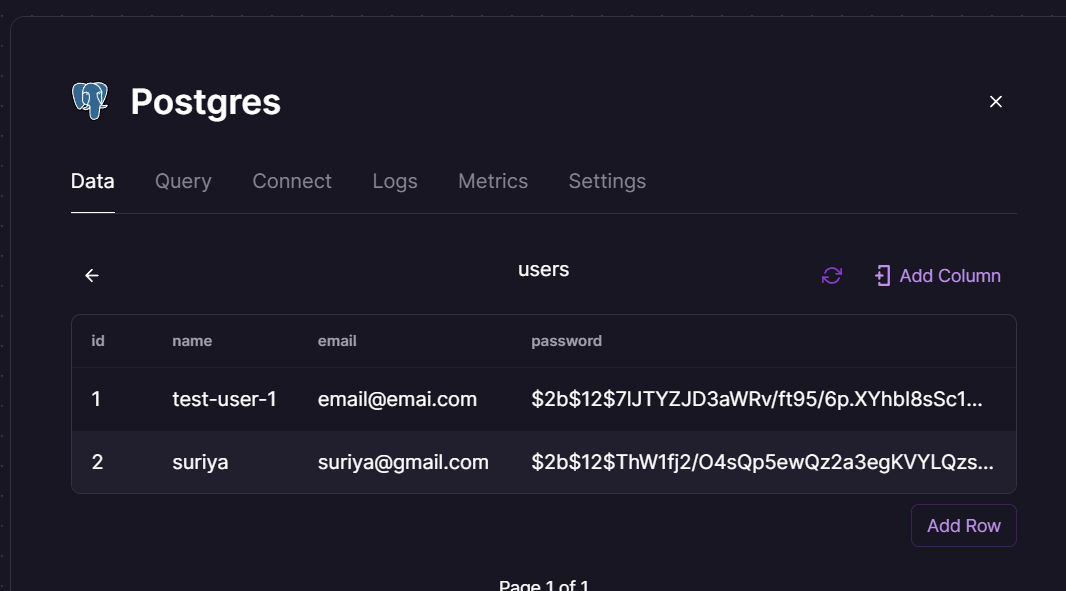 Postgres
Data Query Connect Logs Metrics Settings
users
Add Column
id name email password
1 test-user-1 email@emai.com $2b$12$7lJTYZJD3aWRv/ft95/6p.XYhbl8sSc1...
2 suriya suriya@gmail.com $2b$12$ThW1fj2/O4sQp5ewQz2a3egKVYLQzs...
Add Row
Page 1 of 1